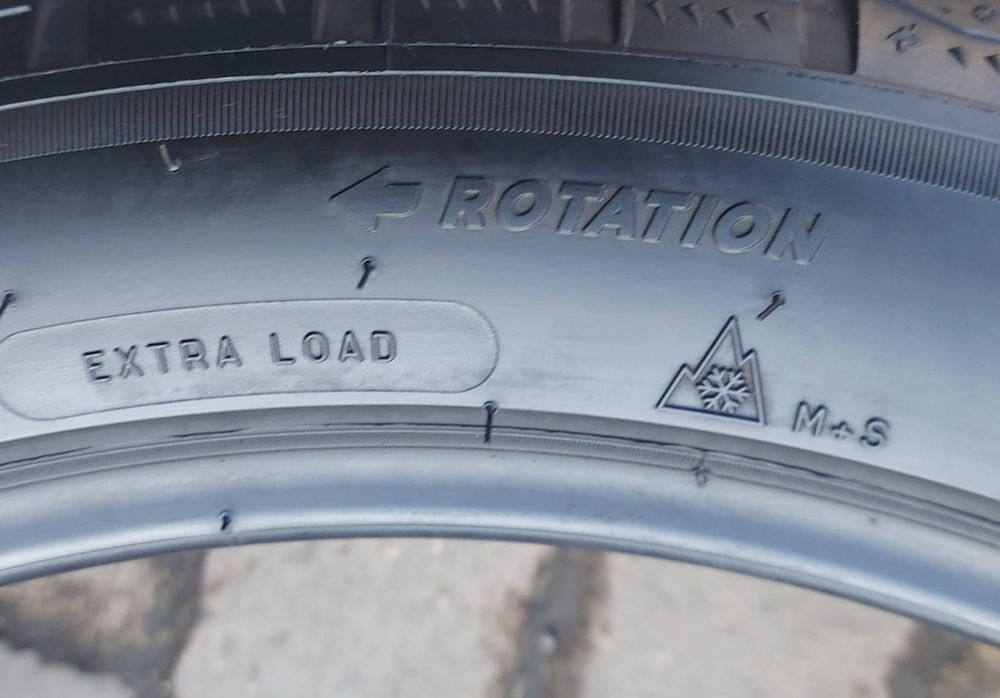 ROTATION
EXTRA LOAD
M+S